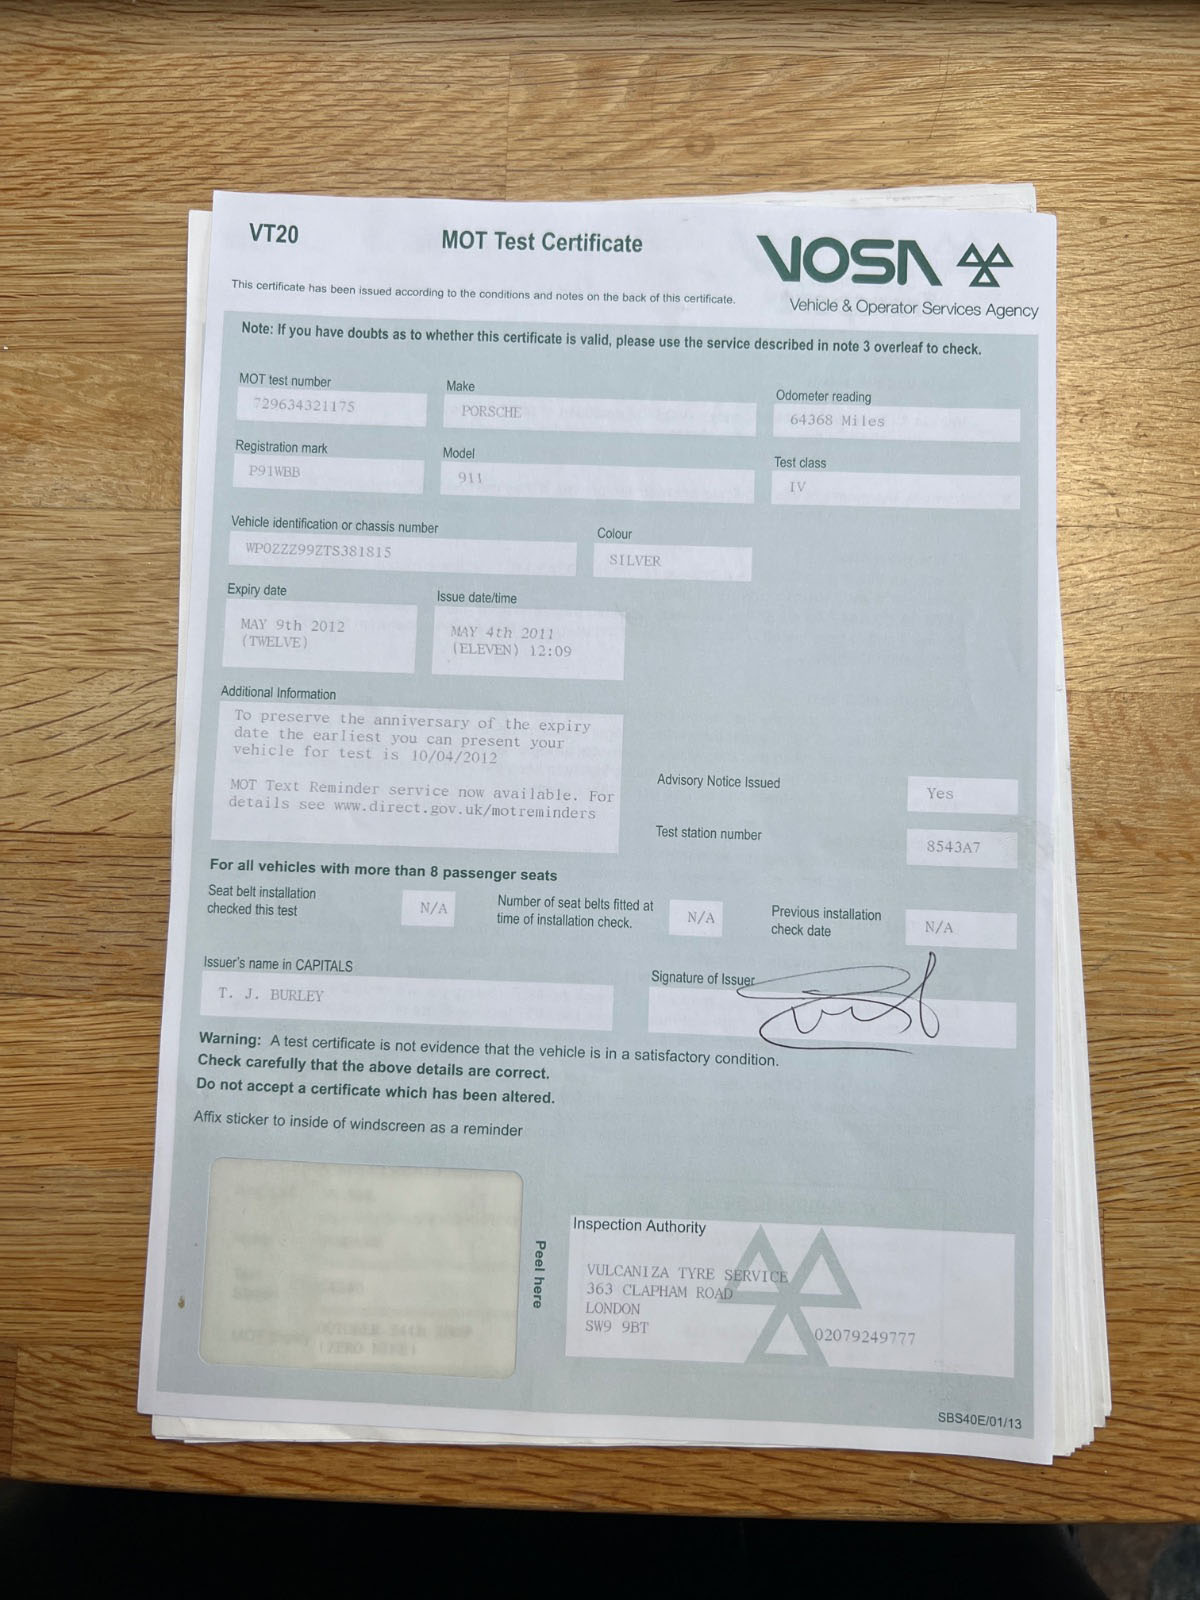 VT20
MOT Test Certificate
VOSA
Vehicle & Operator Services Agency
This certificate has been issued according to the conditions and notes on the back of this certificate.
Note: If you have doubts as to whether this certificate is valid, please use the service described in note 3 overleaf to check.
MOT test number
729634321175
Make
PORSCHE
Odometer reading
64368 Miles
Registration mark
P91WBB
Model
911
Test class
IV
Vehicle identification or chassis number
WP0ZZZ99ZTS381815
Colour
SILVER
Expiry date
MAY 9th 2012
(TWELVE)
Issue date/time
MAY 4th 2011
(ELEVEN) 12:09
Additional Information
To preserve the anniversary of the expiry
date the earliest you can present your
vehicle for test is 10/04/2012
MOT Text Reminder service now available. For
details see www.direct.gov.uk/motreminders
Advisory Notice Issued
Yes
Test station number
8543A7
For all vehicles with more than 8 passenger seats
Seat belt installation
checked this test
N/A
Number of seat belts fitted at
time of installation check.
N/A
Previous installation
check date
N/A
Issuer's name in CAPITALS
T. J. BURLEY
Signature of Issuer
Warning: A test certificate is not evidence that the vehicle is in a satisfactory condition.
Check carefully that the above details are correct.
Do not accept a certificate which has been altered.
Affix sticker to inside of windscreen as a reminder
Peel here
Inspection Authority
VULCANIZA TYRE SERVICE
363 CLAPHAM ROAD
LONDON
SW9 9BT
02079249777
SBS40E/01/13